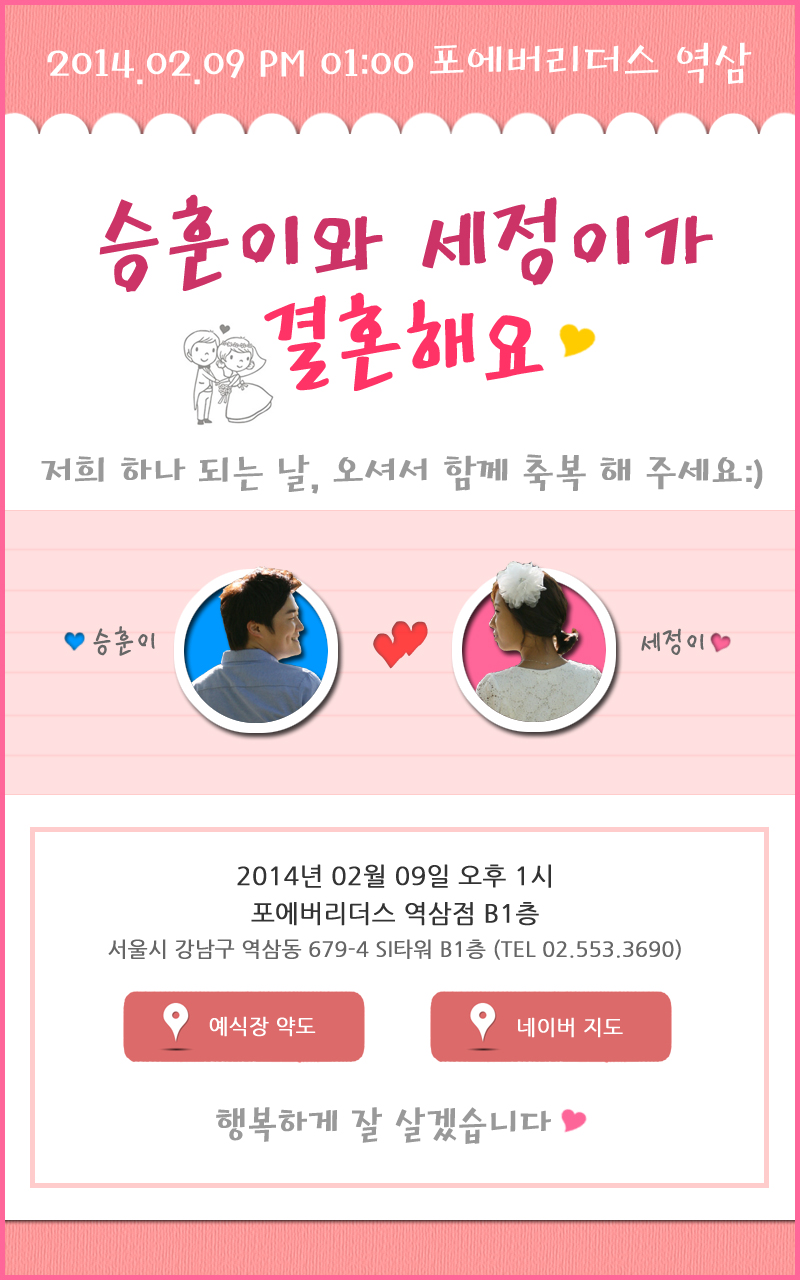 2014.02.09 PM 01:00 포에버리더스 역삼
승훈이와 세정이가
결혼해요
저희 하나 되는 날, 오셔서 함께 축복 해 주세요:)
승훈이
세정이
2014년 02월 09일 오후 1시
포에버리더스 역삼점 B1층
서울시 강남구 역삼동 679-4 SI타워 B1층 (TEL 02.553.3690)
예식장 약도
네이버 지도
행복하게 잘 살겠습니다